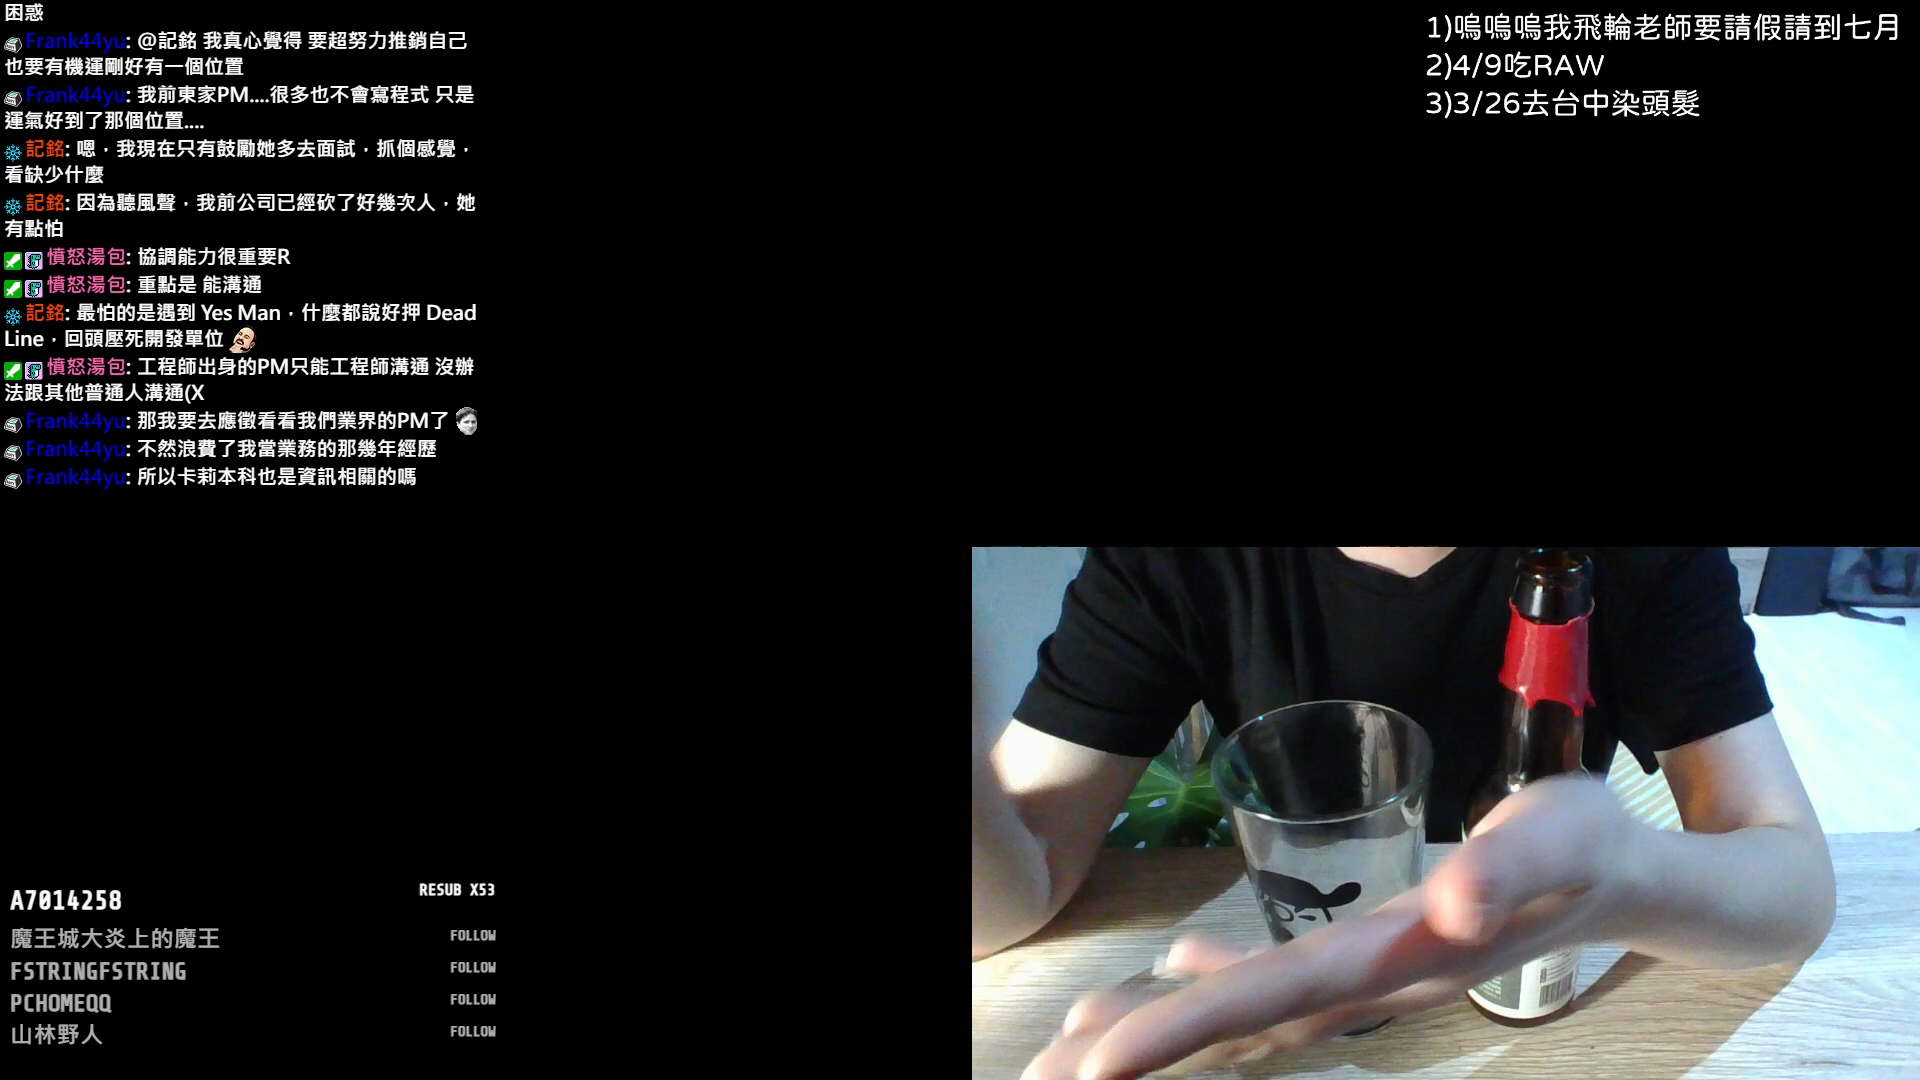 困惑
Frank44yu: @記銘 我真心覺得 要超努力推銷自己
也要有機運剛好有一個位置
Frank44yu: 我前東家PM....很多也不會寫程式 只是
運氣好到了那個位置....
記銘: 嗯，我現在只有鼓勵她多去面試，抓個感覺，
看缺少什麼
記銘: 因為聽風聲，我前公司已經砍了好幾次人，她
有點怕
憤怒湯包: 協調能力很重要R
憤怒湯包: 重點是 能溝通
記銘: 最怕的是遇到 Yes Man，什麼都說好押 Dead
Line，回頭壓死開發單位
憤怒湯包: 工程師出身的PM只能工程師溝通 沒辦
法跟其他普通人溝通(X
Frank44yu: 那我要去應徵看看我們業界的PM了
Frank44yu: 不然浪費了我當業務的那幾年經歷
Frank44yu: 所以卡莉本科也是資訊相關的嗎
1)嗚嗚嗚我飛輪老師要請假請到七月
2)4/9吃RAW
3)3/26去台中染頭髮
A7014258 RESUB X53
魔王城大炎上的魔王 FOLLOW
FSTRINGFSTRING FOLLOW
PCHOMEQQ FOLLOW
山林野人 FOLLOW